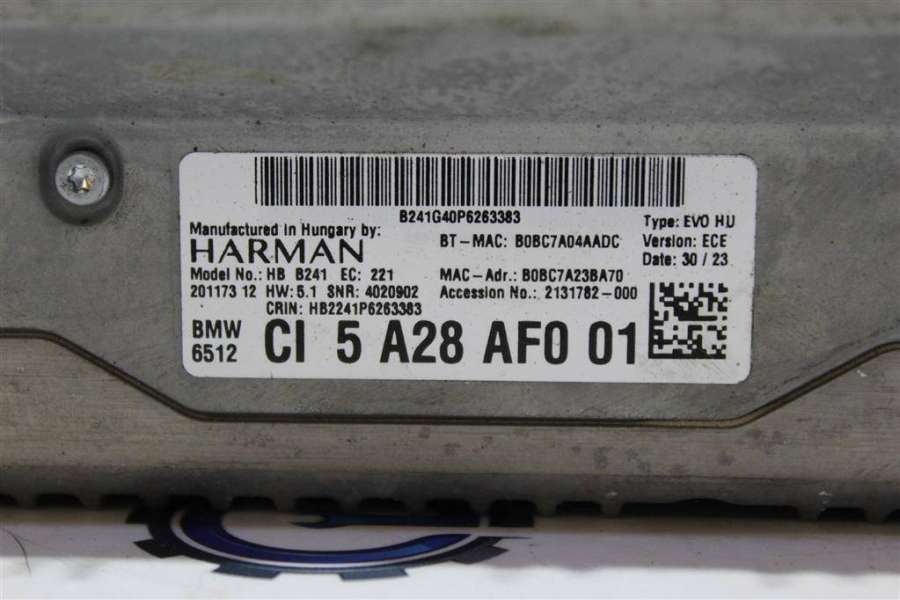 B241G40P6263383
Manufactured in Hungary by:
HARMAN
Model No.: HB B241 EC: 221
201173 12 HW: 5.1 SNR: 4020902
CRIN: HB2241P6263383
BT-MAC: B0BC7A04AADC
MAC-Adr.: B0BC7A23BA70
Accession No.: 2131782-000
Type: EVO HU
Version: ECE
Date: 30 / 23
BMW
6512
CI 5 A28 AF0 01